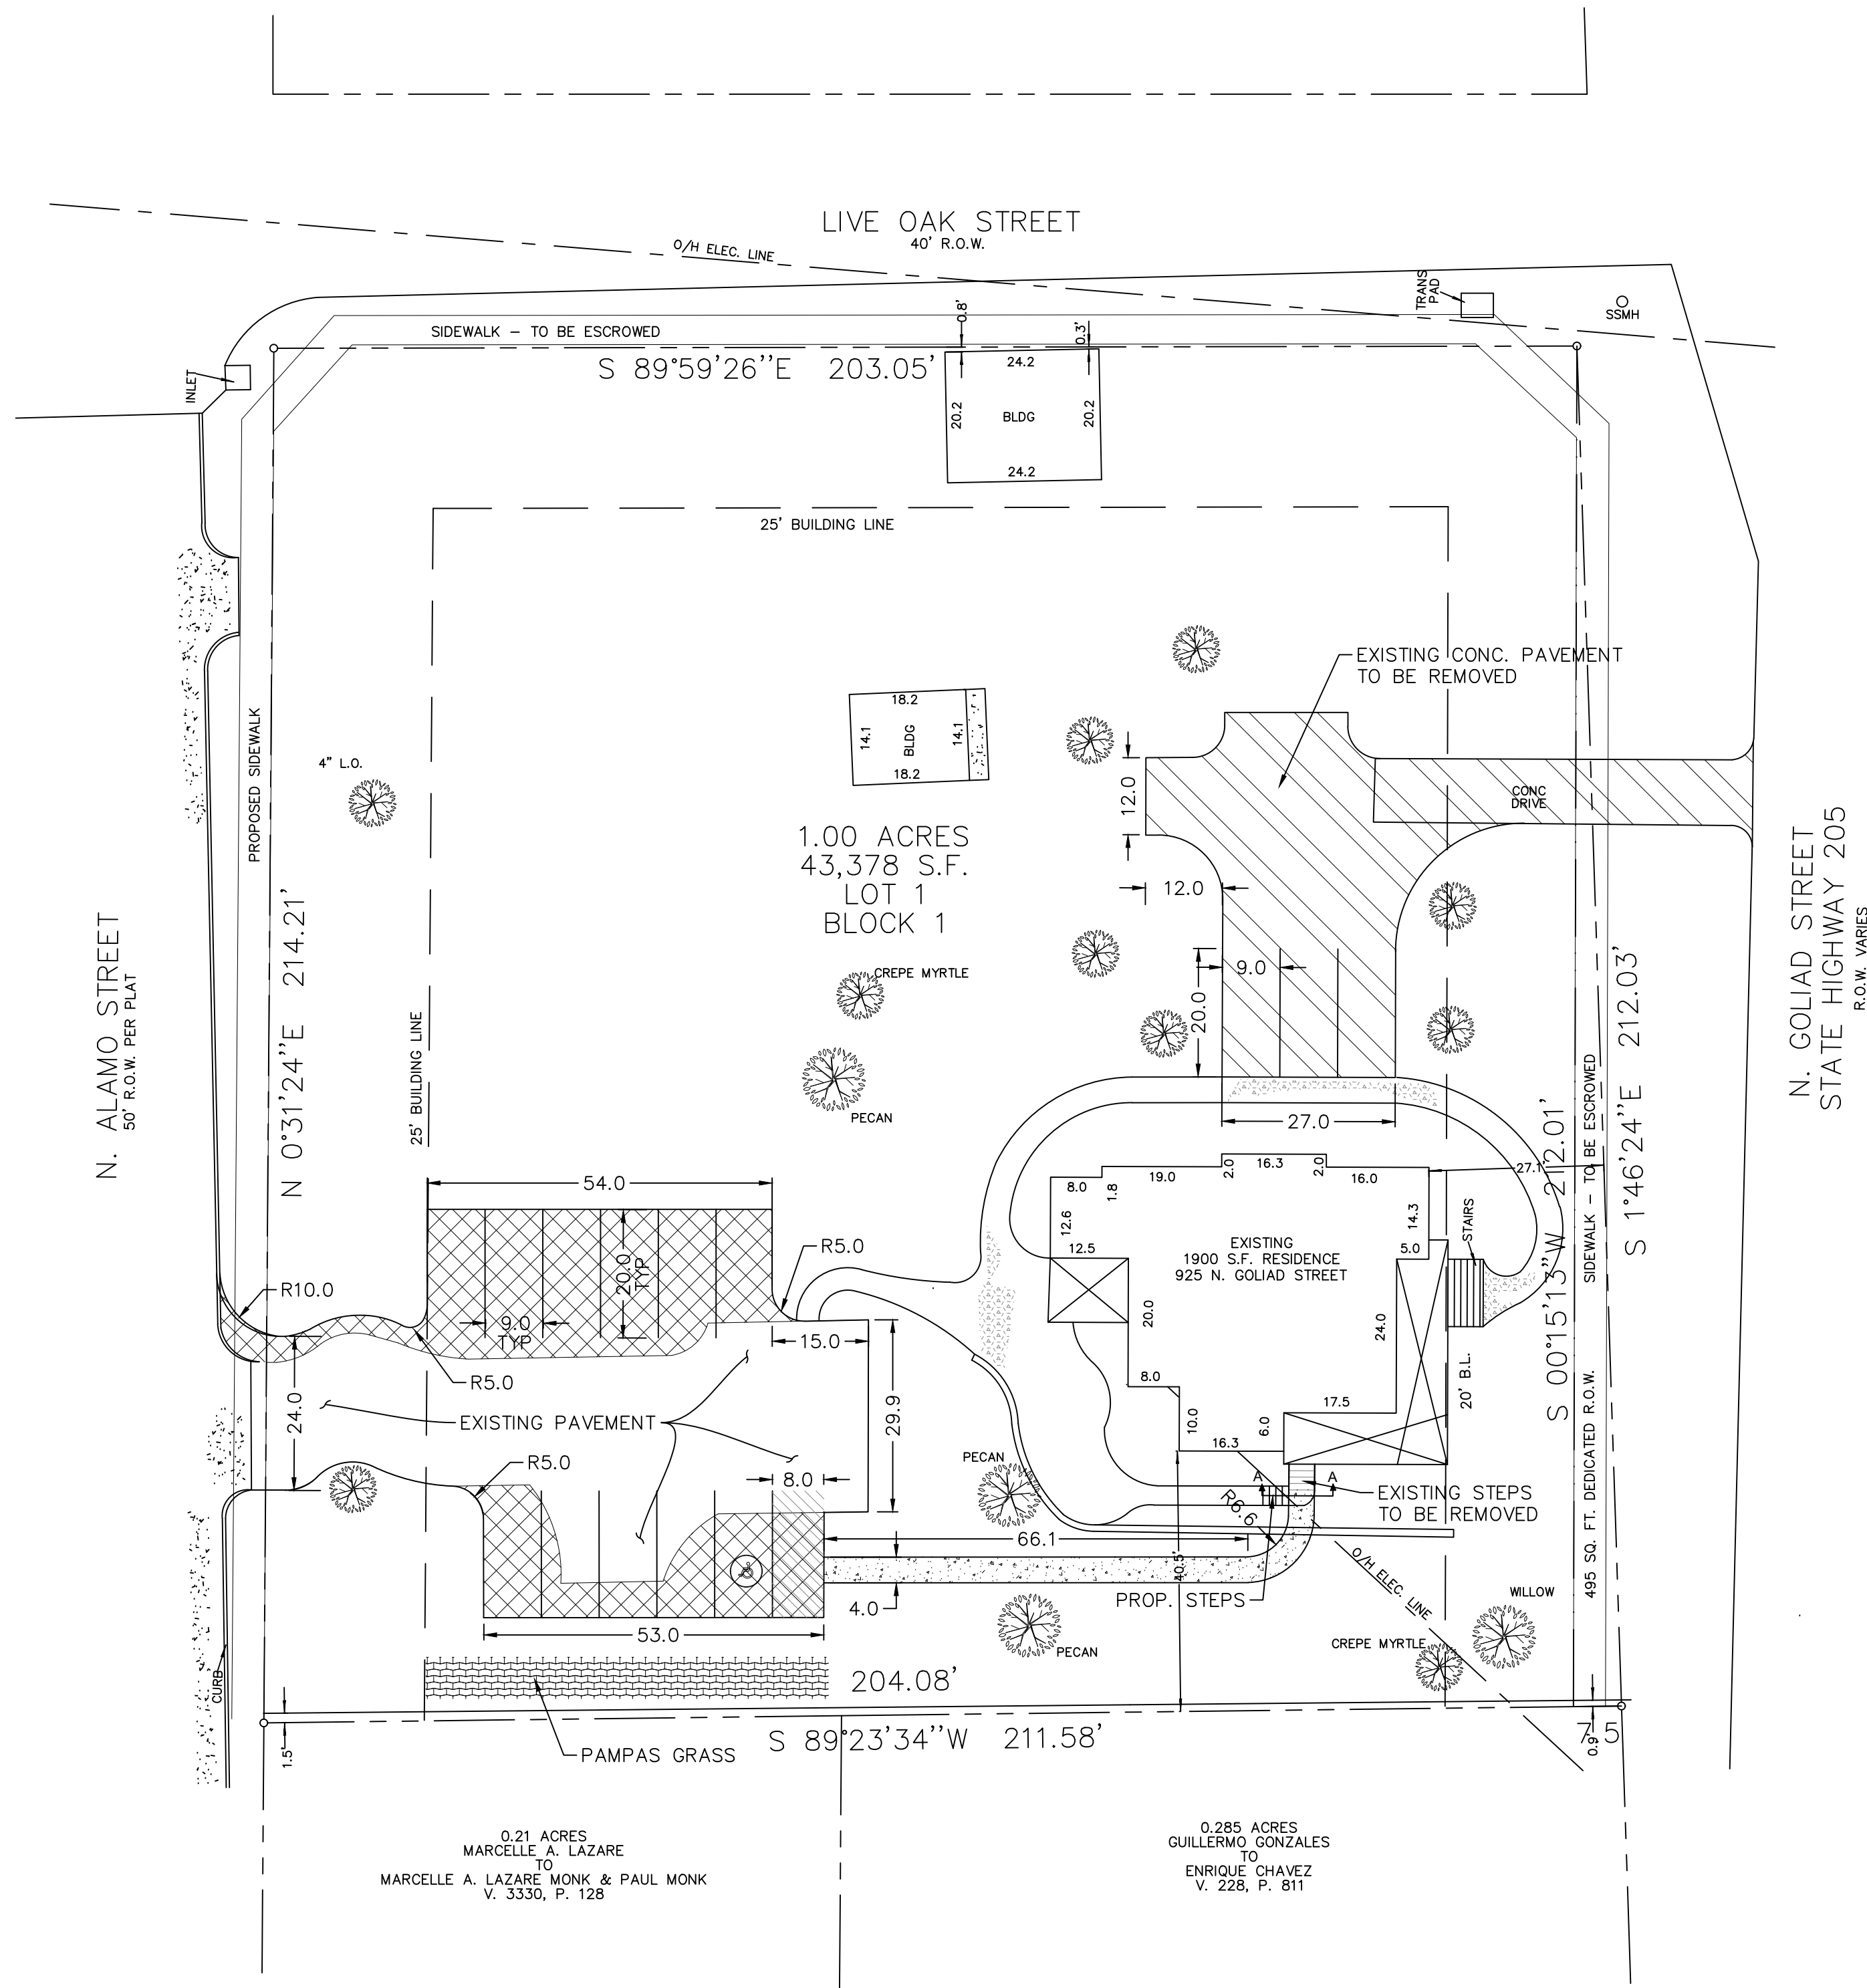 LIVE OAK STREET
40' R.O.W.
O/H ELEC. LINE
TRANS
PAD
SSMH
SIDEWALK – TO BE ESCROWED
0.8'
0.3'
S 89°59'26''E 203.05'
INLET
24.2
20.2
BLDG
20.2
24.2
25' BUILDING LINE
EXISTING CONC. PAVEMENT
TO BE REMOVED
PROPOSED SIDEWALK
4" L.O.
18.2
14.1
BLDG
14.1
18.2
12.0
CONC
DRIVE
1.00 ACRES
43,378 S.F.
LOT 1
BLOCK 1
12.0
N. GOLIAD STREET
STATE HIGHWAY 205
R.O.W. VARIES
N. ALAMO STREET
50' R.O.W. PER PLAT
N 0°31'24''E 214.21'
CREPE MYRTLE
9.0
20.0
25' BUILDING LINE
PECAN
27.0
S 1°46'24''E 212.03'
S 00°15'13''W 212.01'
SIDEWALK – TO BE ESCROWED
495 SQ. FT. DEDICATED R.O.W.
54.0
8.0
1.8
19.0
2.0
16.3
2.0
16.0
27.1
12.6
14.3
STAIRS
12.5
5.0
EXISTING
1900 S.F. RESIDENCE
925 N. GOLIAD STREET
R5.0
20.0
TYP
R10.0
9.0
TYP
15.0
20.0
24.0
R5.0
8.0
20' B.L.
24.0
EXISTING PAVEMENT
29.9
17.5
10.0
6.0
16.3
PECAN
R5.0
8.0
A
A
EXISTING STEPS
TO BE REMOVED
R6.6
66.1
40.5'
O/H ELEC. LINE
4.0
PROP. STEPS
WILLOW
53.0
PECAN
CREPE MYRTLE
CURB
204.08'
1.5'
S 89°23'34''W 211.58'
7.5
0.9'
PAMPAS GRASS
0.21 ACRES
MARCELLE A. LAZARE
TO
MARCELLE A. LAZARE MONK & PAUL MONK
V. 3330, P. 128
0.285 ACRES
GUILLERMO GONZALES
TO
ENRIQUE CHAVEZ
V. 228, P. 811